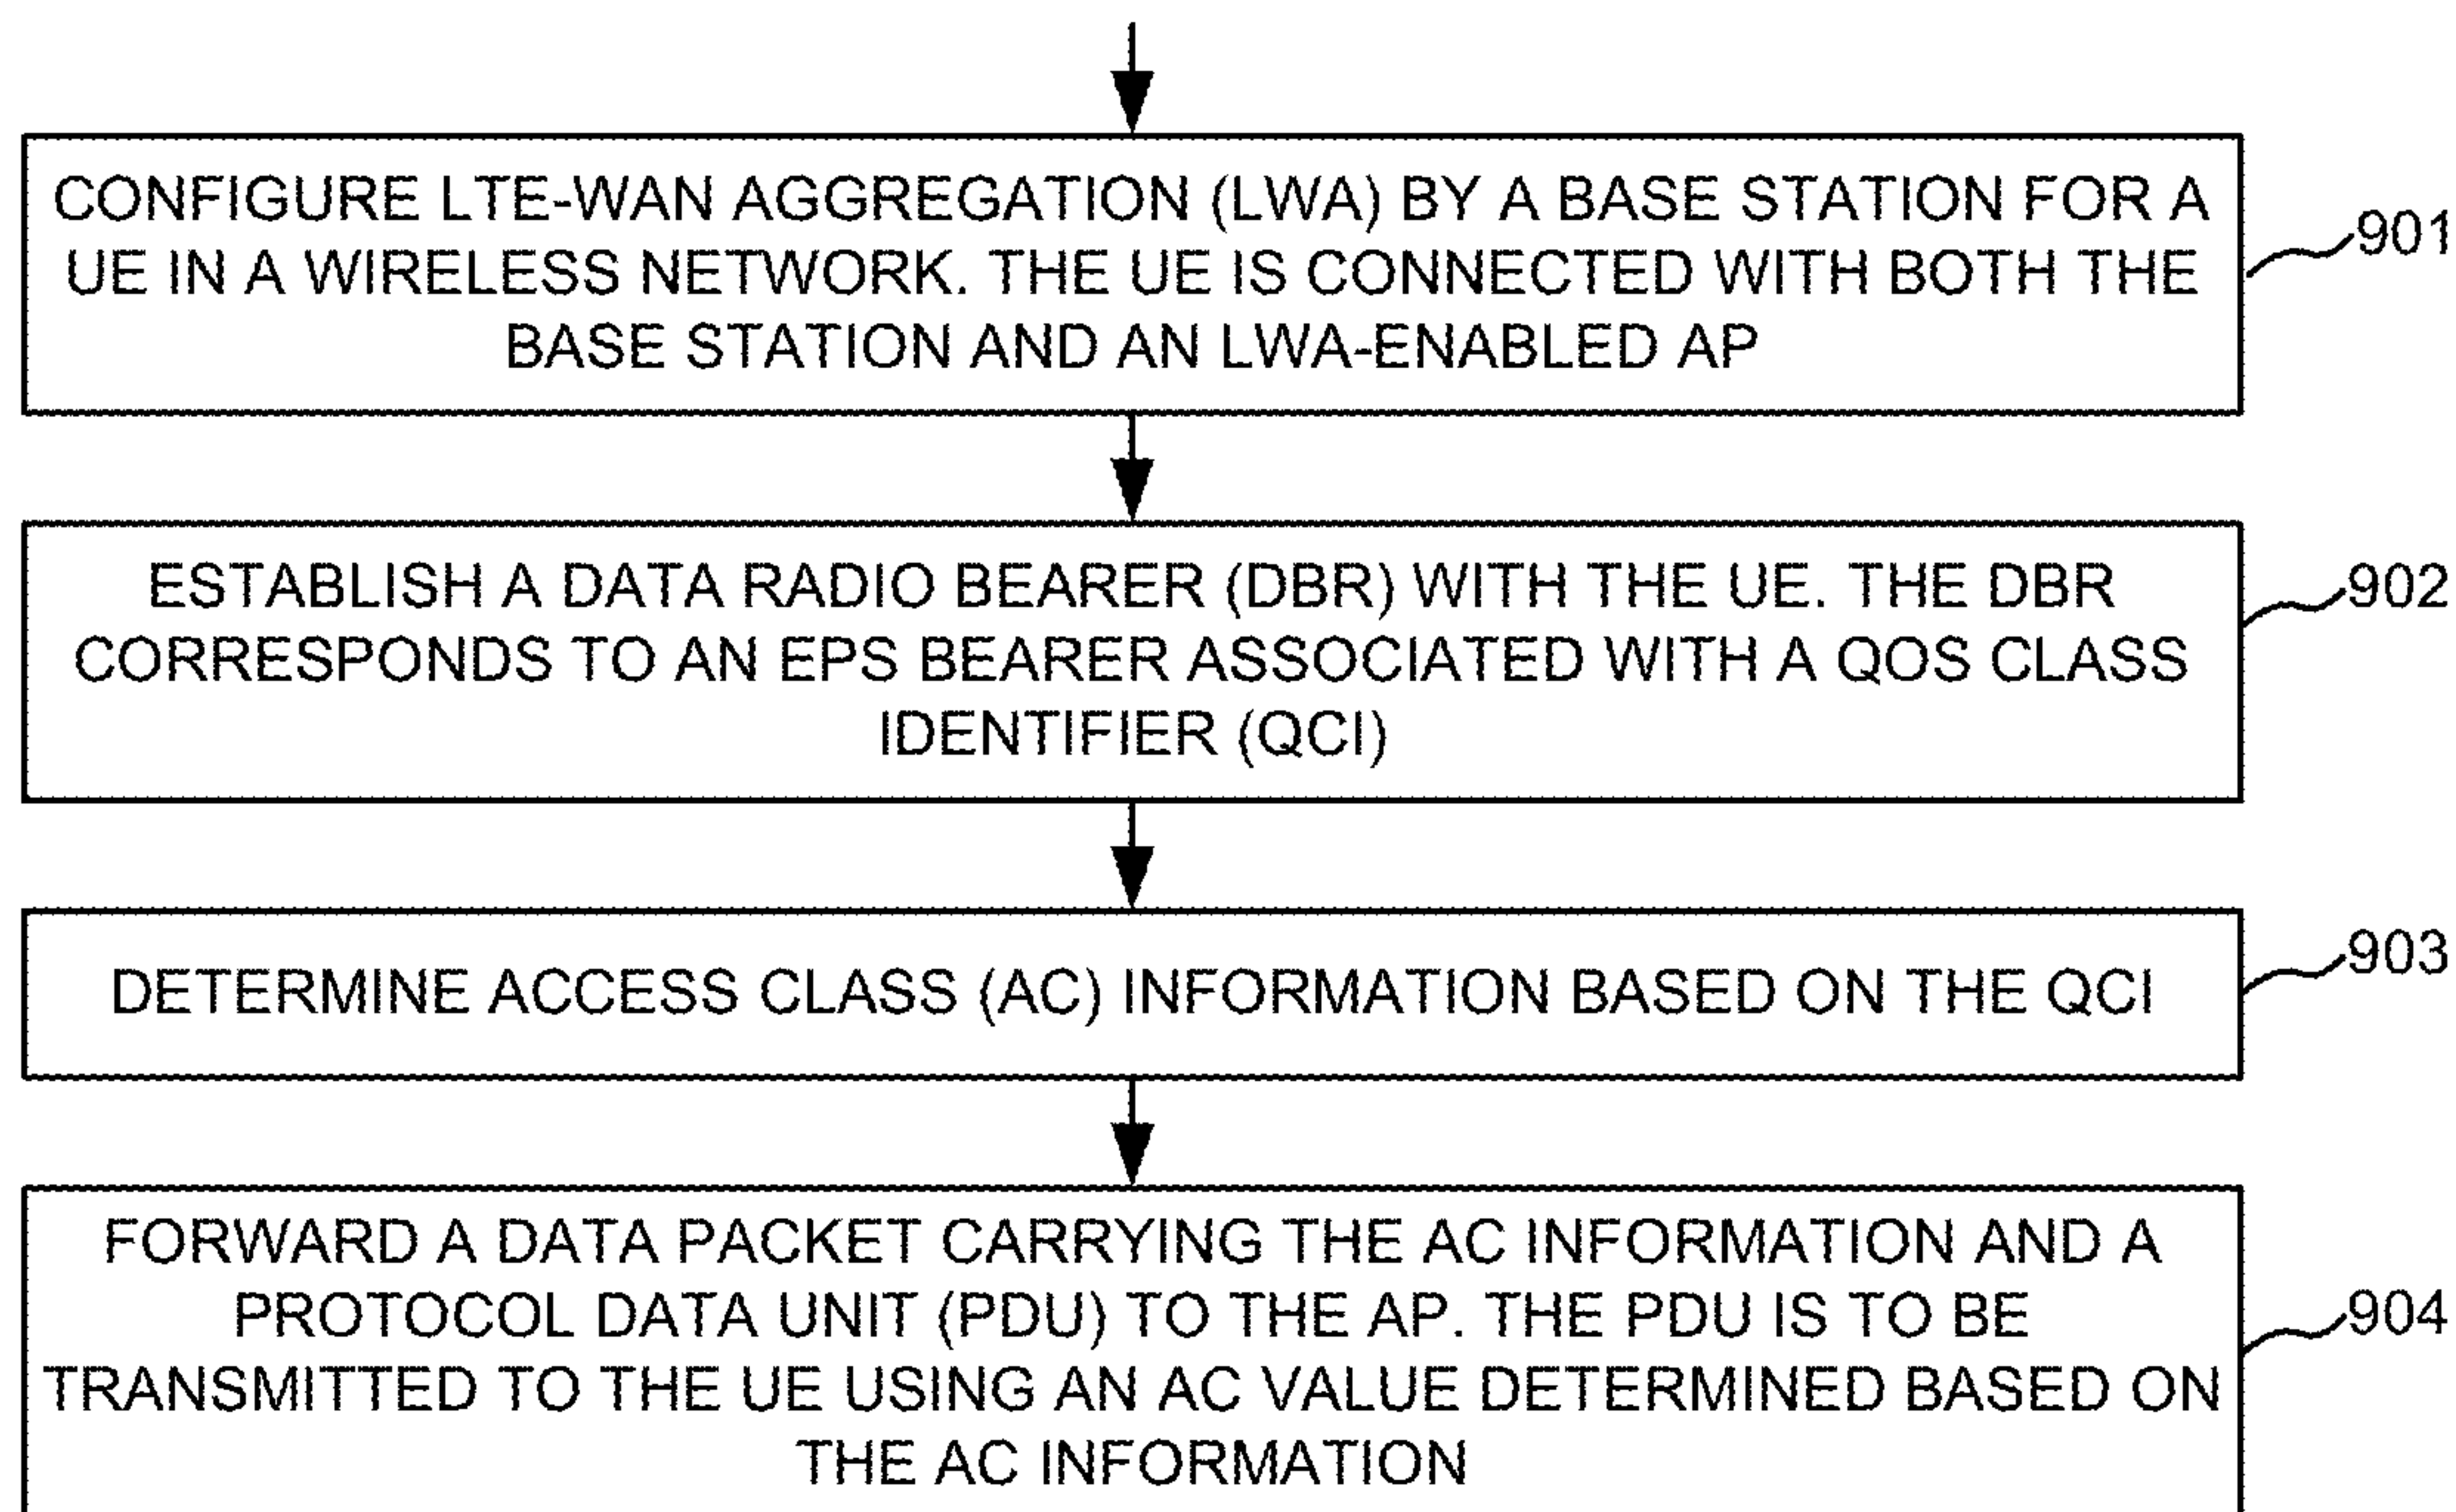 CONFIGURE LTE-WAN AGGREGATION (LWA) BY A BASE STATION FOR A
UE IN A WIRELESS NETWORK. THE UE IS CONNECTED WITH BOTH THE
BASE STATION AND AN LWA-ENABLED AP
901
ESTABLISH A DATA RADIO BEARER (DBR) WITH THE UE. THE DBR
CORRESPONDS TO AN EPS BEARER ASSOCIATED WITH A QOS CLASS
IDENTIFIER (QCI)
902
DETERMINE ACCESS CLASS (AC) INFORMATION BASED ON THE QCI
903
FORWARD A DATA PACKET CARRYING THE AC INFORMATION AND A
PROTOCOL DATA UNIT (PDU) TO THE AP. THE PDU IS TO BE
TRANSMITTED TO THE UE USING AN AC VALUE DETERMINED BASED ON
THE AC INFORMATION
904